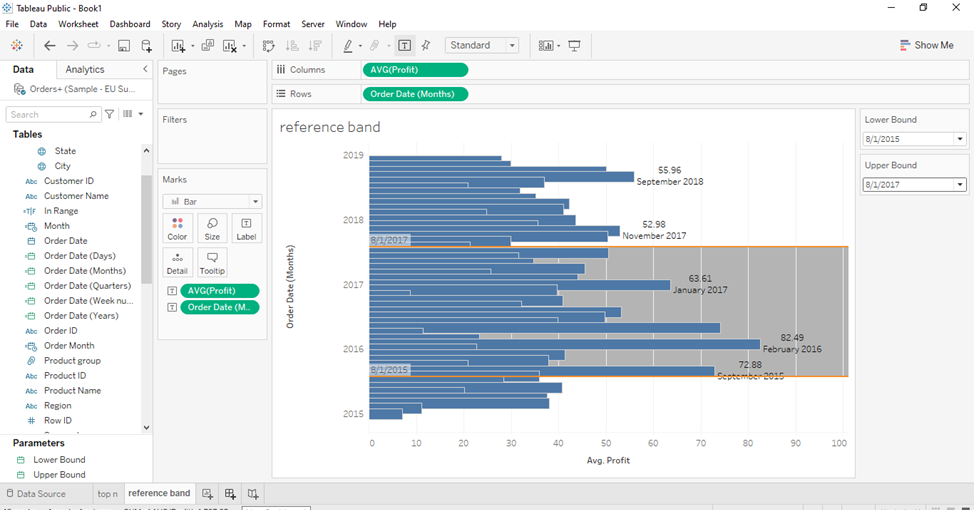 Tableau Public - Book1
File Data Worksheet Dashboard Story Analysis Map Format Server Window Help
Standard
Show Me
Data Analytics
Orders+ (Sample - EU Su...
Search
Tables
State
City
Abc Customer ID
Abc Customer Name
=T|F In Range
Month
Order Date
Order Date (Days)
Order Date (Months)
Order Date (Quarters)
Order Date (Week nu...
Order Date (Years)
Abc Order ID
Order Month
Product group
Abc Product ID
Abc Product Name
Abc Region
# Row ID
Parameters
Lower Bound
Upper Bound
Pages
Filters
Marks
Bar
Color Size Label
Detail Tooltip
AVG(Profit)
Order Date (M..
Columns AVG(Profit)
Rows Order Date (Months)
reference band
Order Date (Months)
2019
55.96
September 2018
2018
52.98
November 2017
8/1/2017
63.61
2017
January 2017
82.49
2016
February 2016
72.88
8/1/2015
September 2015
2015
0 10 20 30 40 50 60 70 80 90 100
Avg. Profit
Lower Bound
8/1/2015
Upper Bound
8/1/2017
Data Source top n reference band